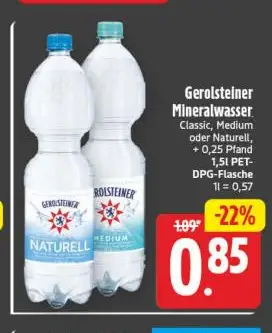 Gerolsteiner
Mineralwasser
Classic, Medium
oder Naturell,
+ 0,25 Pfand
1,5l PET-
DPG-Flasche
1l = 0,57
GEROLSTEINER
NATURELL
ROLSTEINER
MEDIUM
1.09*
-22%
0.85